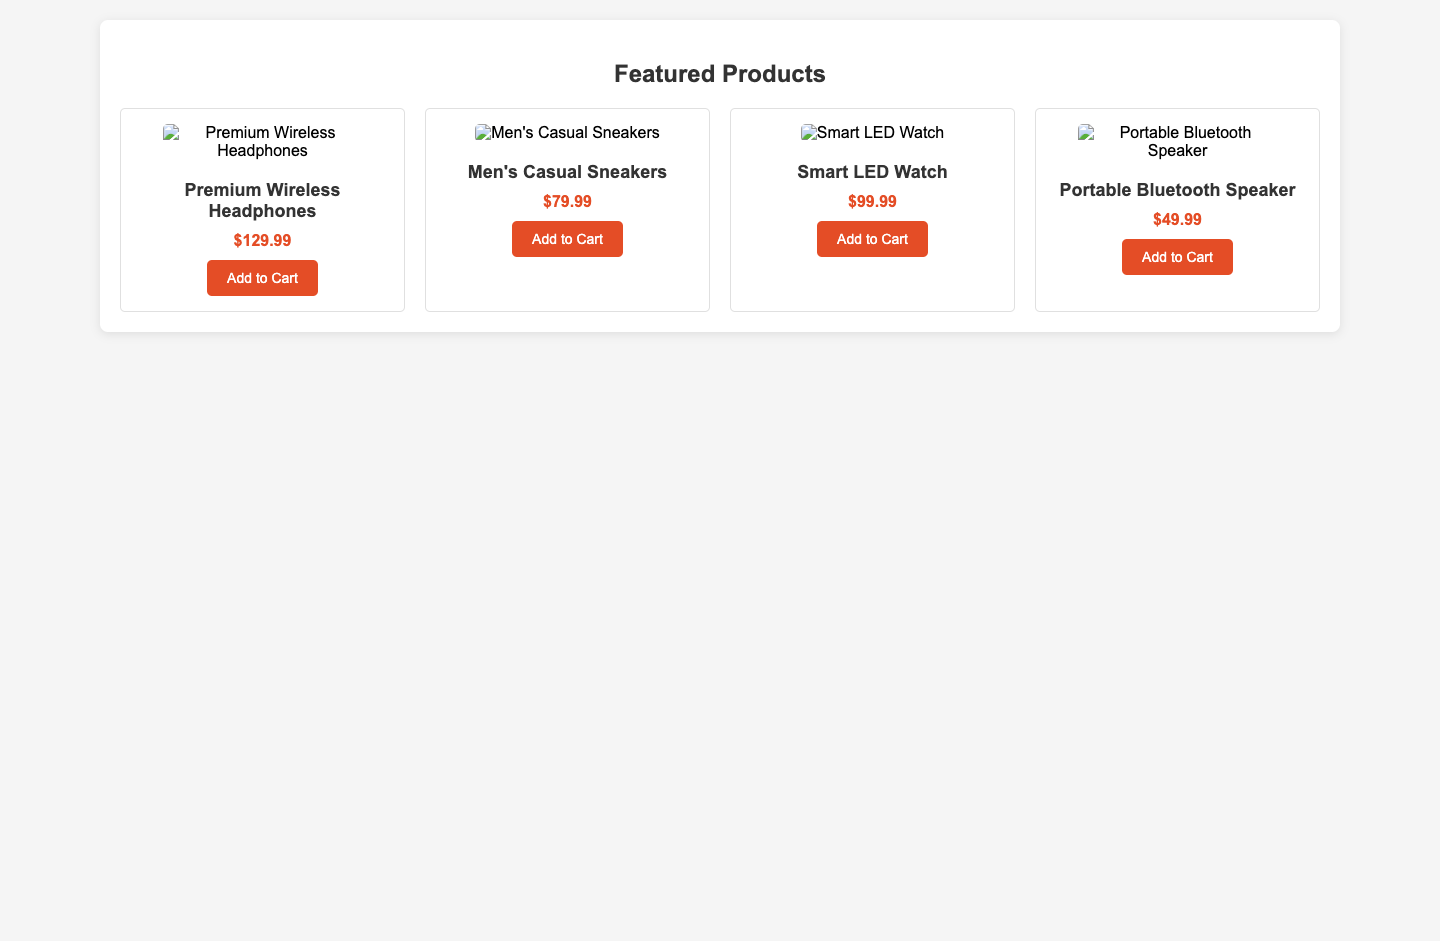 Featured Products
Premium Wireless
Headphones
Premium Wireless
Headphones
$129.99
Add to Cart
Men's Casual Sneakers
Men's Casual Sneakers
$79.99
Add to Cart
Smart LED Watch
Smart LED Watch
$99.99
Add to Cart
Portable Bluetooth
Speaker
Portable Bluetooth Speaker
$49.99
Add to Cart